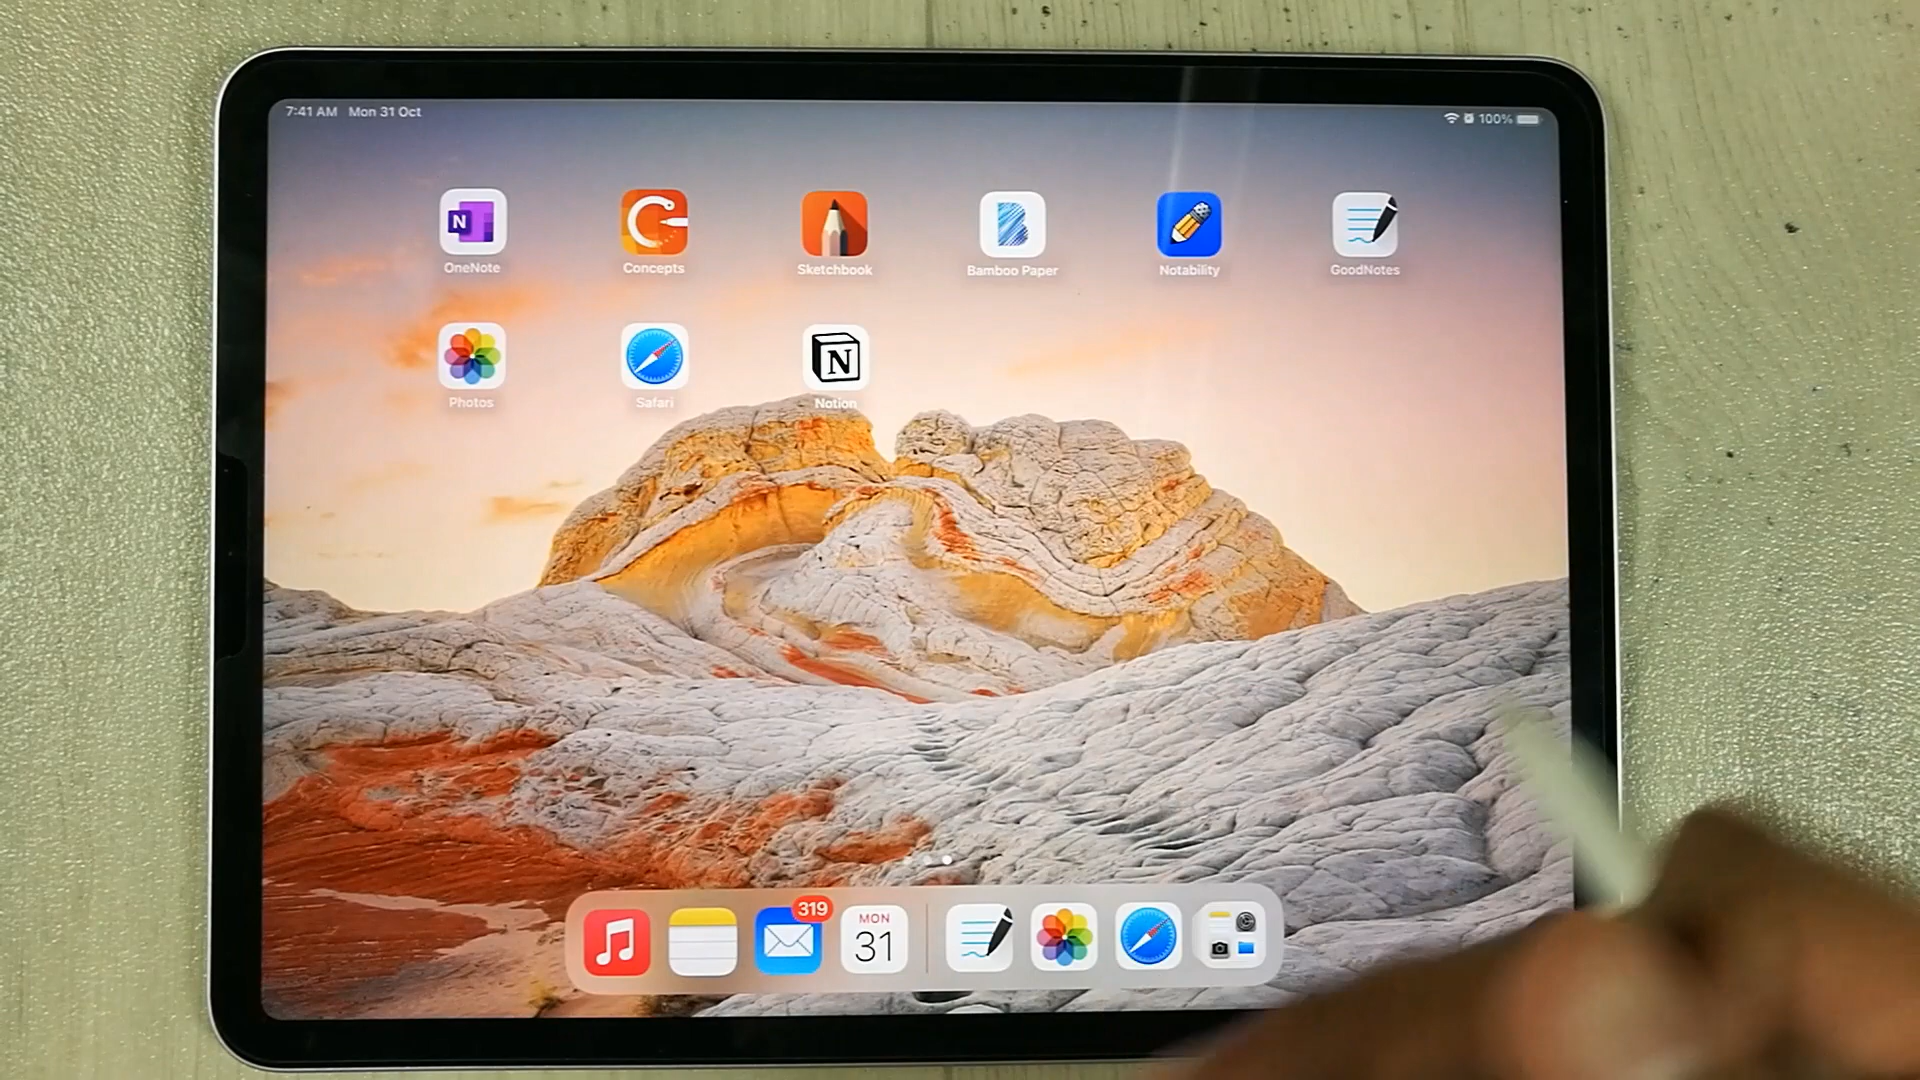 7:41 AM Mon 31 Oct
100%
N
OneNote
Concepts
Sketchbook
B
Bamboo Paper
Notability
GoodNotes
Photos
Safari
N
Notion
319
MON
31